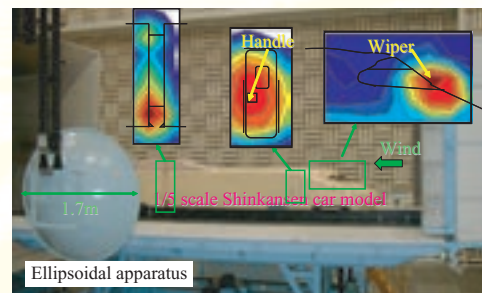 Handle
Wiper
Wind
1/5 scale Shinkansen car model
1.7m
Ellipsoidal apparatus